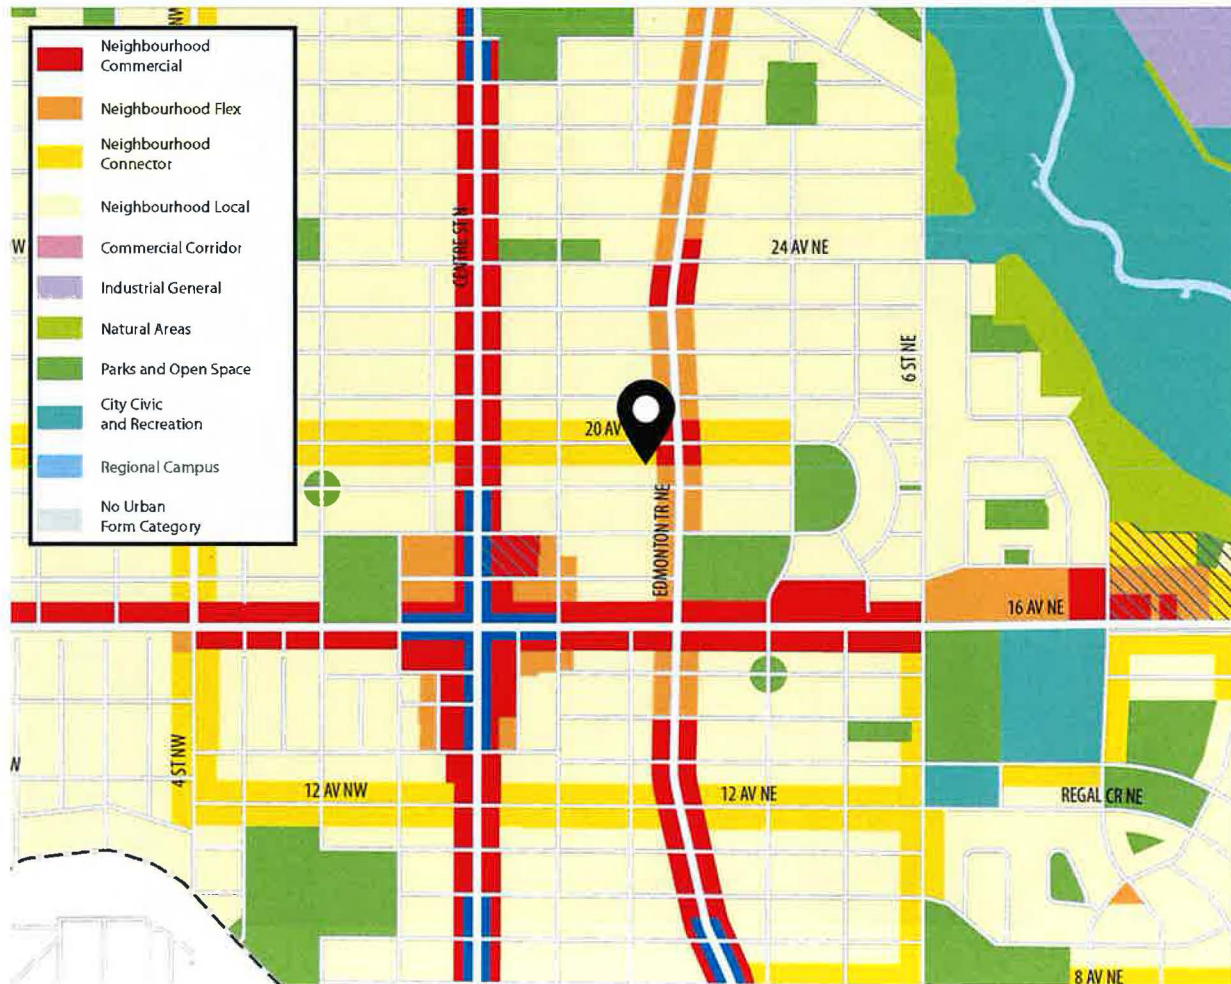 NW
Neighbourhood
Commercial
Neighbourhood Flex
Neighbourhood
Connector
Neighbourhood Local
Commercial Corridor
Industrial General
Natural Areas
Parks and Open Space
City Civic
and Recreation
Regional Campus
No Urban
Form Category
W
CENTRE ST N
24 AV NE
6 ST NE
20 AV
EDMONTON TR NE
16 AV NE
4 ST NW
W
12 AV NW
12 AV NE
REGAL CR NE
8 AV NE